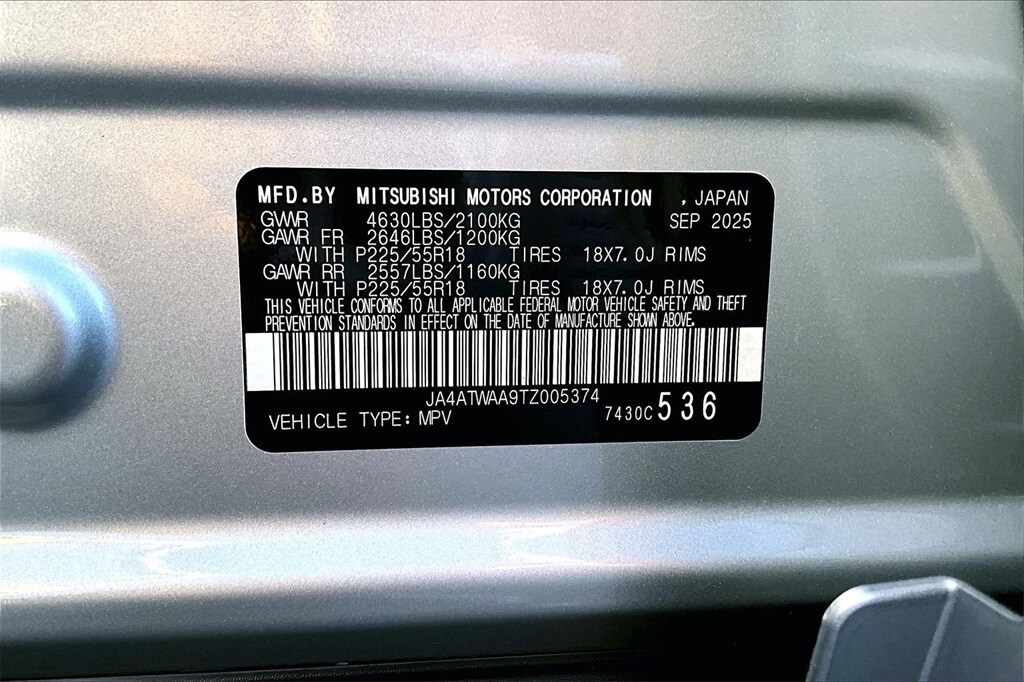 MFD.BY MITSUBISHI MOTORS CORPORATION , JAPAN
GVWR 4630LBS/2100KG SEP 2025
GAWR FR 2646LBS/1200KG
WITH P225/55R18 TIRES 18X7.0J RIMS
GAWR RR 2557LBS/1160KG
WITH P225/55R18 TIRES 18X7.0J RIMS
THIS VEHICLE CONFORMS TO ALL APPLICABLE FEDERAL MOTOR VEHICLE SAFETY AND THEFT
PREVENTION STANDARDS IN EFFECT ON THE DATE OF MANUFACTURE SHOWN ABOVE.
JA4ATWAA9TZ005374
VEHICLE TYPE: MPV 7430C 536